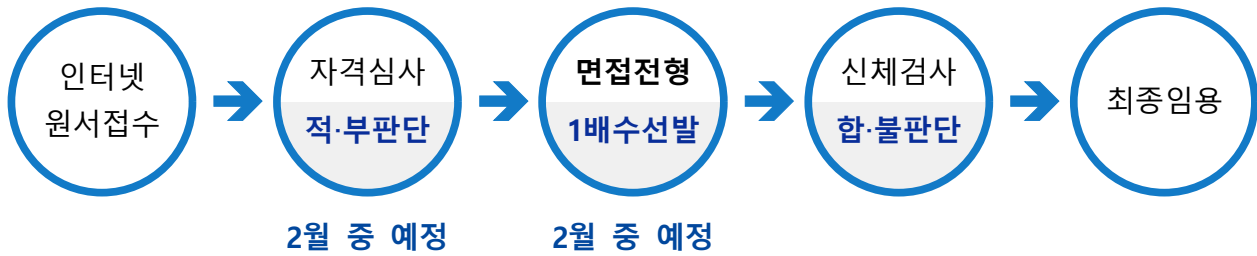 인터넷
원서접수
자격심사
적·부판단
면접전형
1배수선발
신체검사
합·불판단
최종임용
2월 중 예정
2월 중 예정